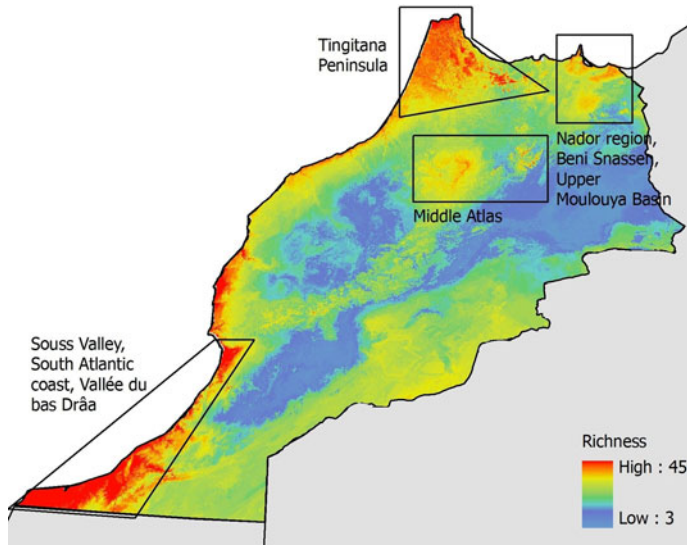 Tingitana
Peninsula
Nador region,
Beni Snassen,
Upper
Moulouya Basin
Middle Atlas
Souss Valley,
South Atlantic
coast, Vallée du
bas Drâa
Richness
High : 45
Low : 3